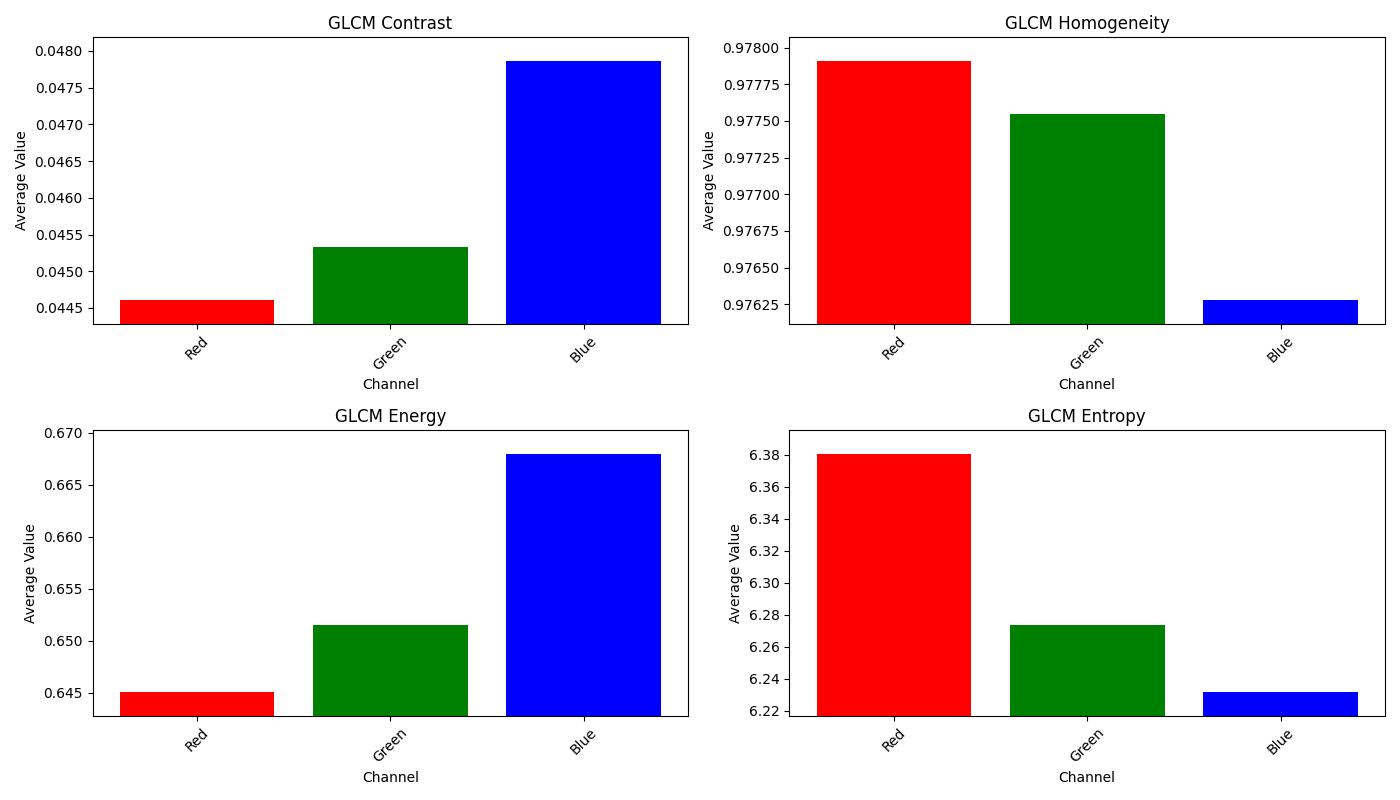 GLCM Contrast
0.0480
0.0475
0.0470
0.0465
0.0460
0.0455
0.0450
0.0445
Average Value
Red
Green
Blue
Channel
GLCM Homogeneity
0.97800
0.97775
0.97750
0.97725
0.97700
0.97675
0.97650
0.97625
Average Value
Red
Green
Blue
Channel
GLCM Energy
0.670
0.665
0.660
0.655
0.650
0.645
Average Value
Red
Green
Blue
Channel
GLCM Entropy
6.38
6.36
6.34
6.32
6.30
6.28
6.26
6.24
6.22
Average Value
Red
Green
Blue
Channel